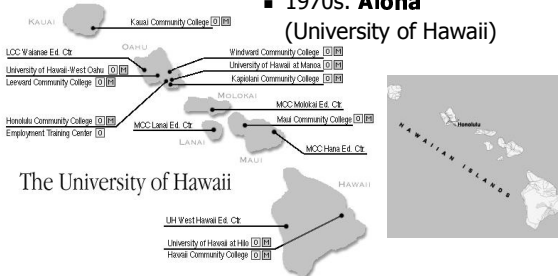 ▪ 1970s: Aloha
(University of Hawaii)
KAUAI
Kauai Community College O M
OAHU
LCC Waianae Ed. Ctr
University of Hawaii-West Oahu O M
Leeward Community College O M
Honolulu Community College O M
Employment Training Center O
Windward Community College O M
University of Hawaii at Manoa O M
Kapiolani Community College O M
MOLOKAI
MCC Molokai Ed. Ctr.
MCC Lanai Ed. Ctr
LANAI
Maui Community College O M
MCC Hana Ed. Ctr.
MAUI
The University of Hawaii
HAWAII
UH West Hawaii Ed. Ctr.
University of Hawaii at Hilo O M
Hawaii Community College O M
Honolulu
HAWAIIAN ISLANDS